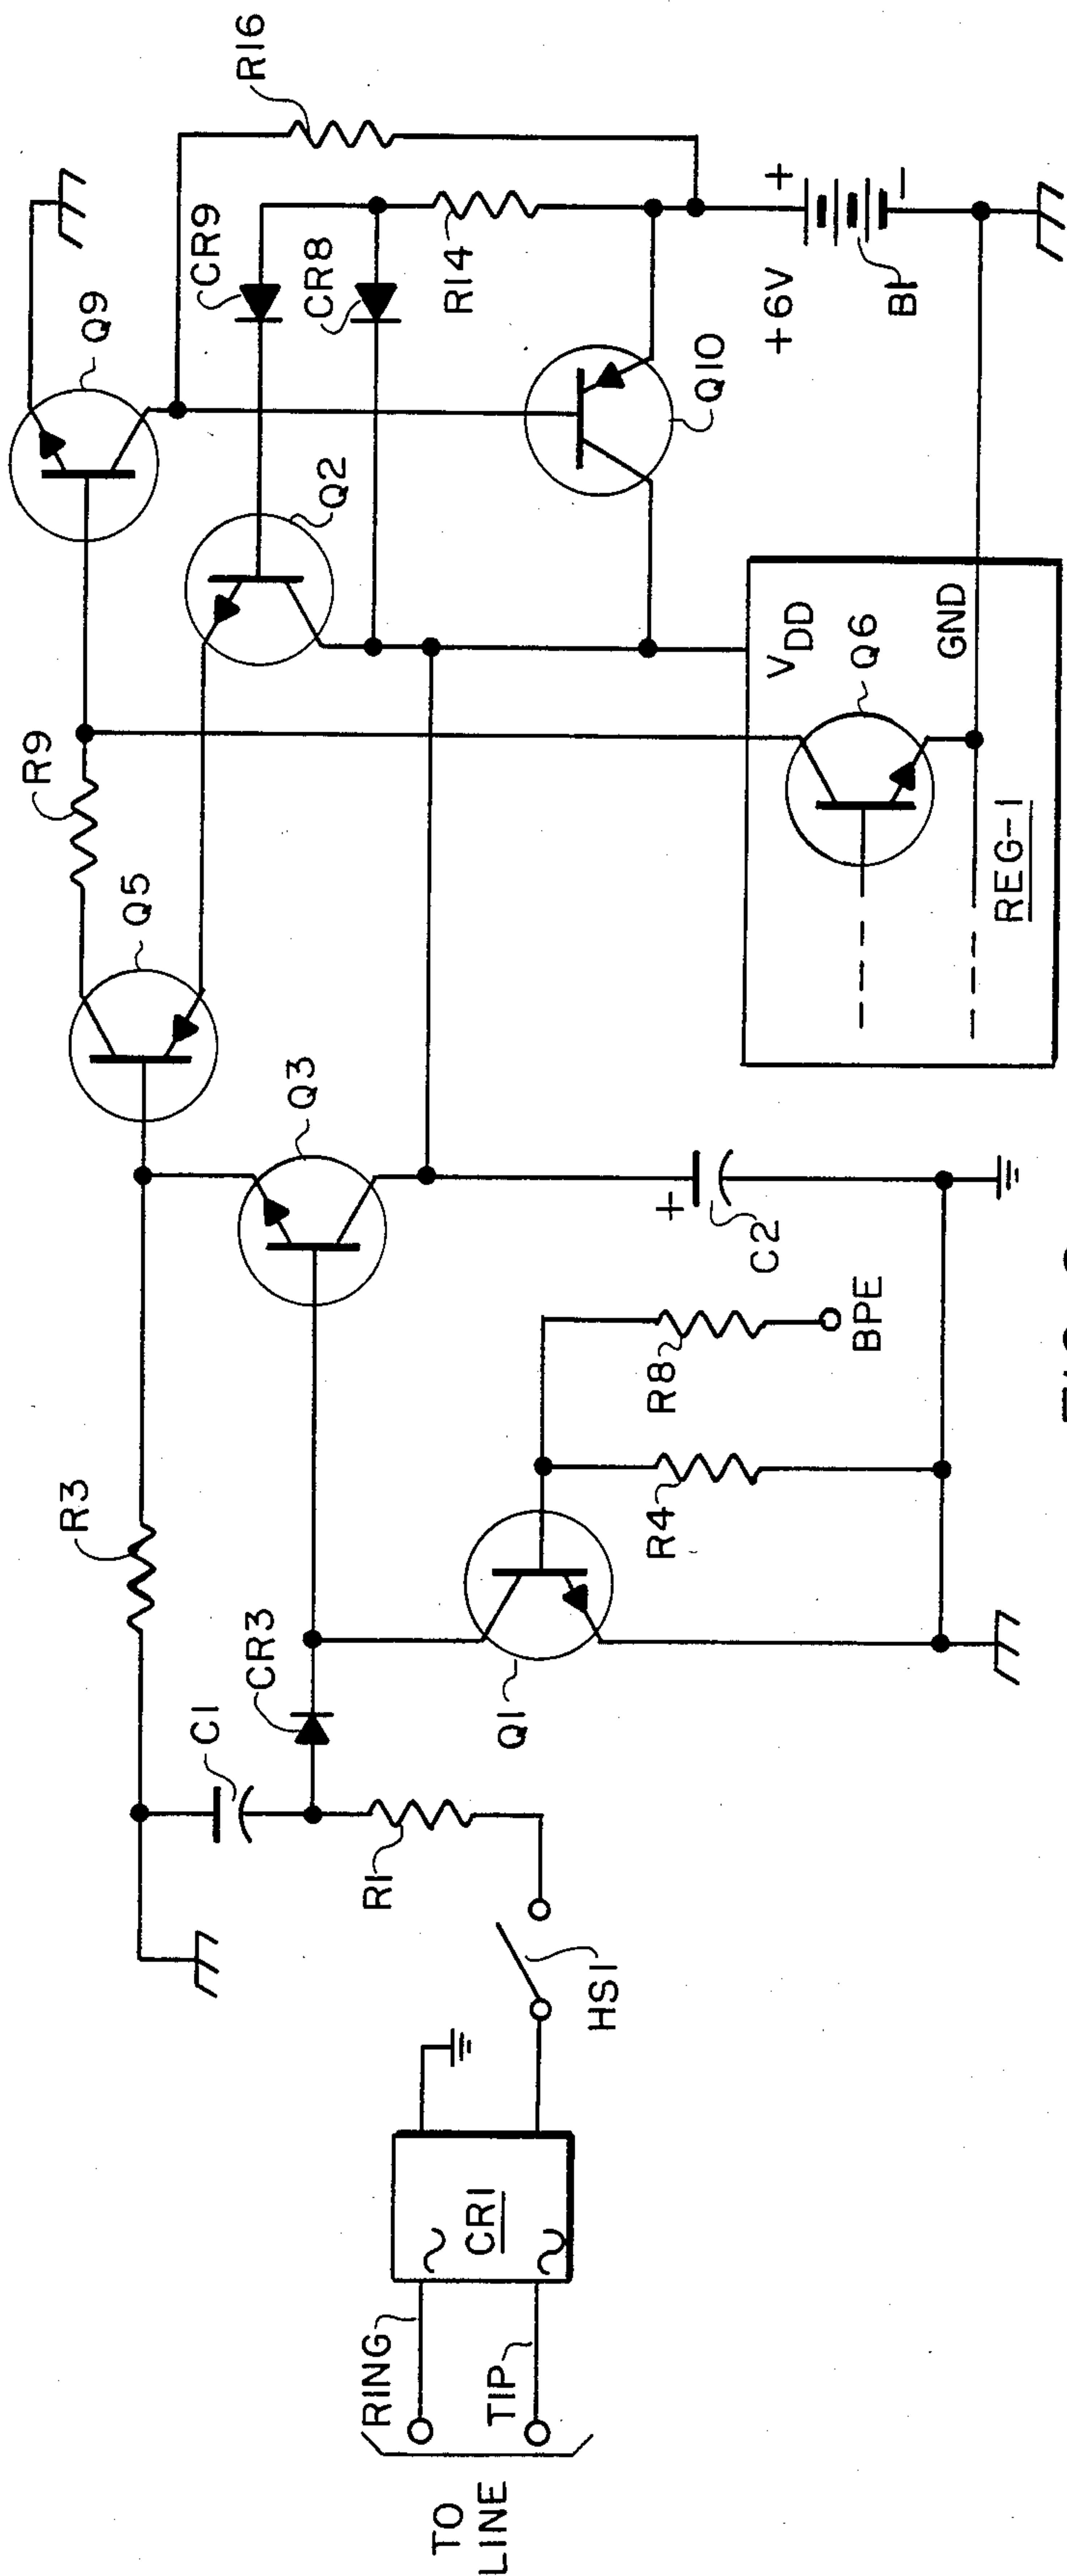 TO
LINE
RING
TIP
CR1
HS1
R1
C1
CR3
R3
Q1
R4
R8
BPE
C2
+
Q3
Q5
R9
Q2
Q9
CR9
CR8
R16
R14
Q10
+6V
+
−
B1
VDD
Q6
GND
REG-1